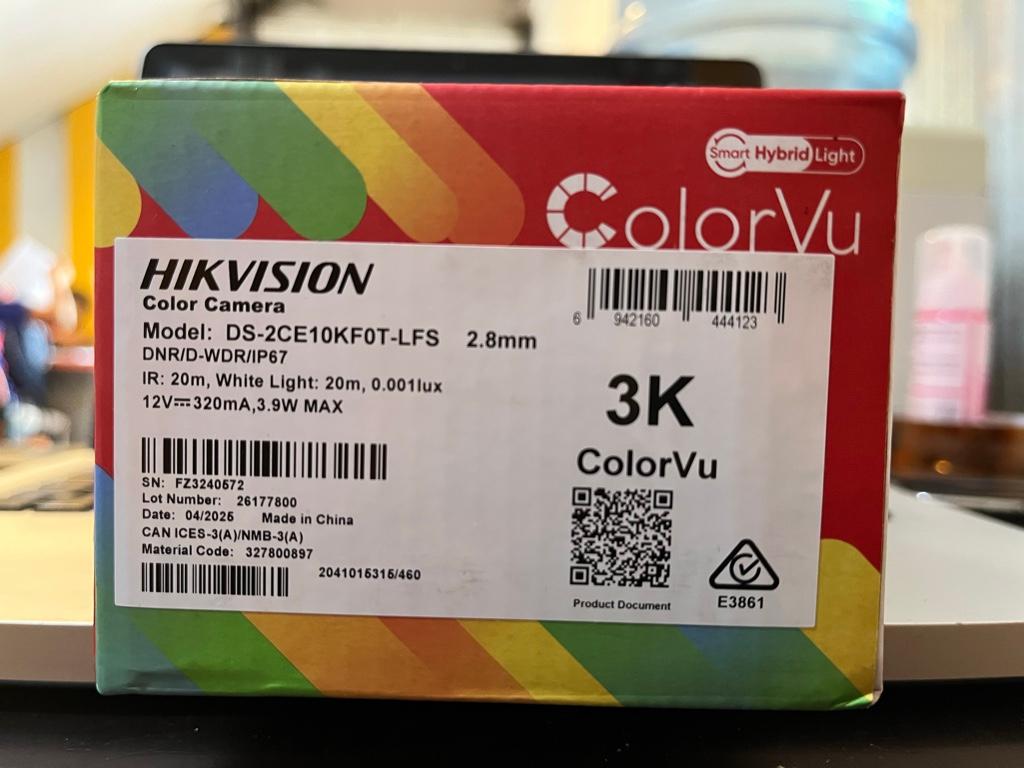 Smart Hybrid Light
ColorVu
HIKVISION
Color Camera
Model: DS-2CE10KF0T-LFS 2.8mm
DNR/D-WDR/IP67
IR: 20m, White Light: 20m, 0.001lux
12V⎓320mA,3.9W MAX
6 942160 444123
3K
ColorVu
SN: FZ3240572
Lot Number: 26177800
Date: 04/2025 Made in China
CAN ICES-3(A)/NMB-3(A)
Material Code: 327800897
2041015315/460
Product Document
E3861